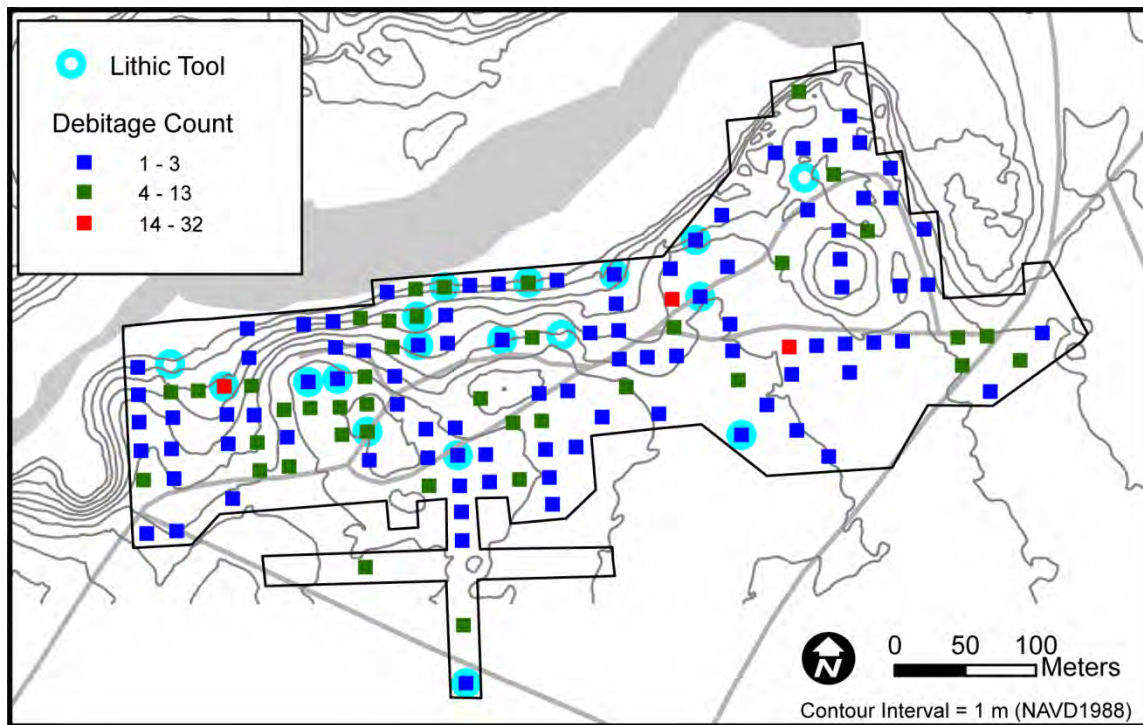 Lithic Tool
Debitage Count
1 - 3
4 - 13
14 - 32
N
0 50 100
Meters
Contour Interval = 1 m (NAVD1988)